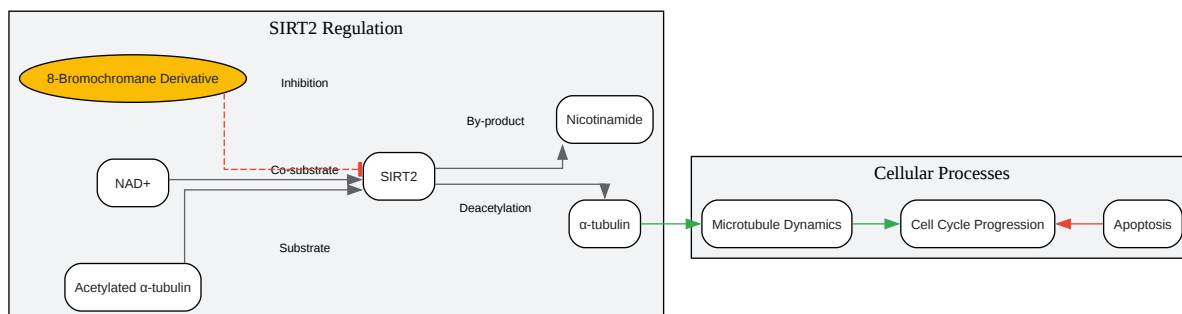 SIRT2 Regulation
8-Bromochromane Derivative
Inhibition
By-product
Nicotinamide
Co-substrate
NAD+
SIRT2
Deacetylation
α-tubulin
Substrate
Acetylated α-tubulin
Cellular Processes
Microtubule Dynamics
Cell Cycle Progression
Apoptosis